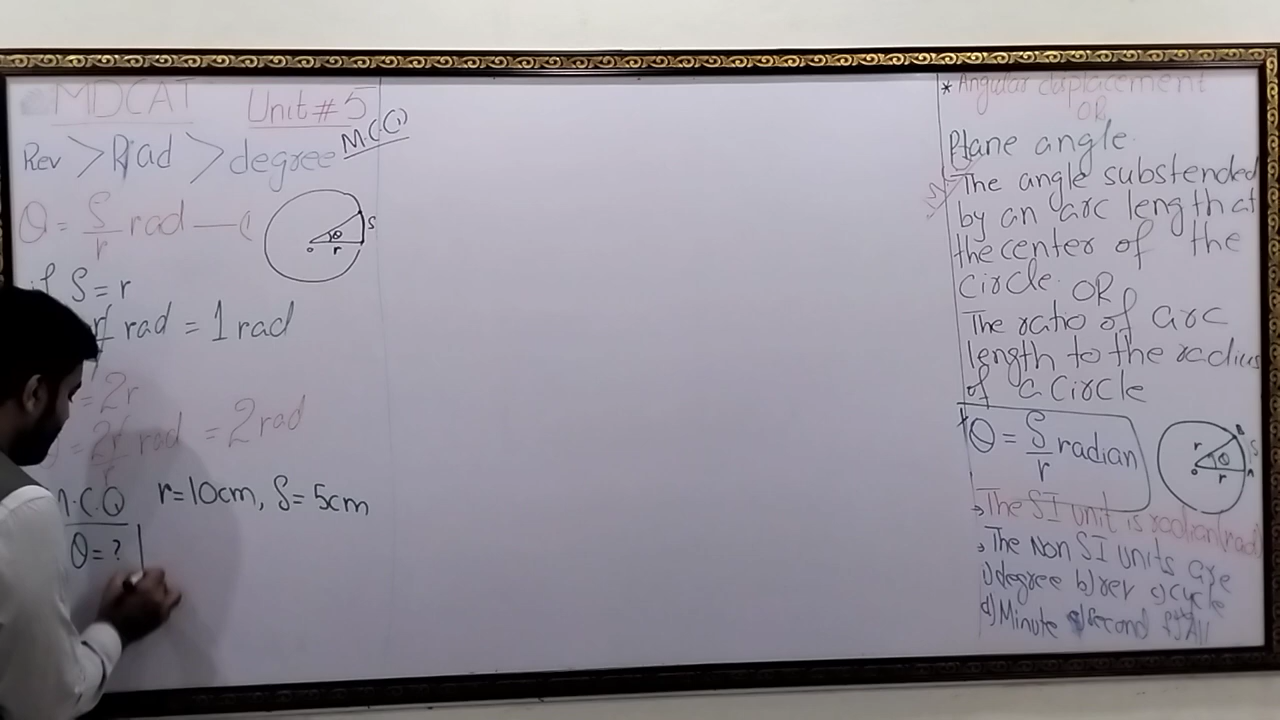 MDCAT Unit # 5
Rev > Rad > degree M.C.Q
θ = S/r rad —(
S
θ
r
o
if S = r
rad = 1 rad
= 2r
= 2r/r rad = 2 rad
M.C.Q r=10cm, S=5cm
θ = ?
* Angular displacement
OR
Plane angle.
The angle substended
by an arc length at
the center of the
circle. OR
The ratio of arc
length to the radius
of a Circle
θ = S/r radian
B
r
S
θ
o
r
A
The SI unit is radian(rad)
The Non SI units are
i) degree b) rev c) cycle
d) Minute e) Second f) All